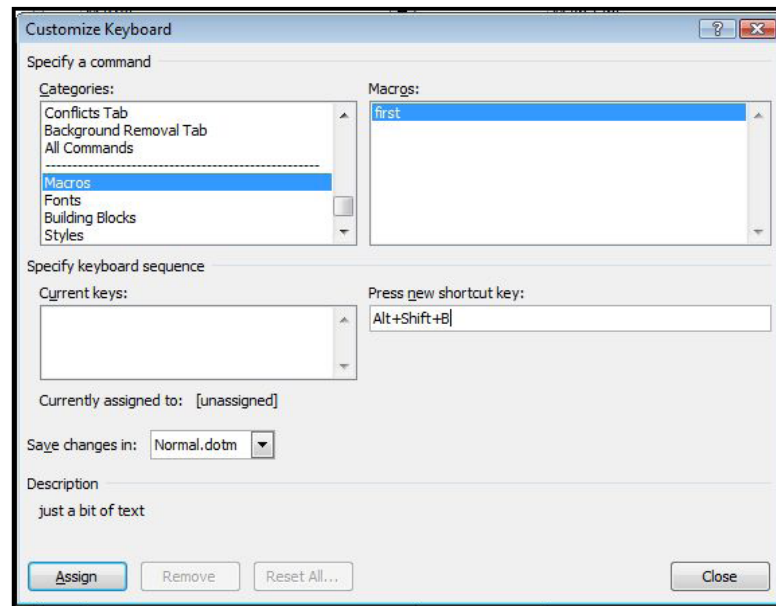 Customize Keyboard
Specify a command
Categories:
Macros:
Conflicts Tab
Background Removal Tab
All Commands
Macros
Fonts
Building Blocks
Styles
first
Specify keyboard sequence
Current keys:
Press new shortcut key:
Alt+Shift+B
Currently assigned to: [unassigned]
Save changes in: Normal.dotm
Description
just a bit of text
Assign
Remove
Reset All...
Close